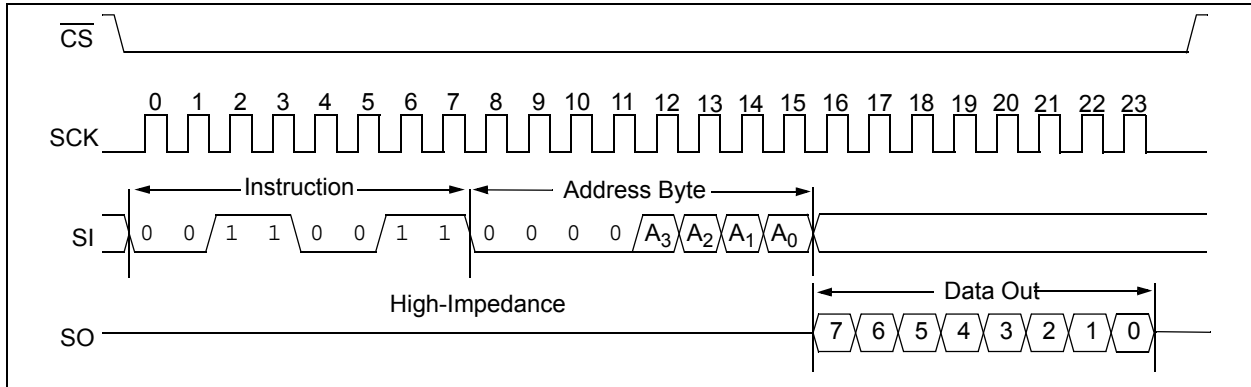 CS
0 1 2 3 4 5 6 7 8 9 10 11 12 13 14 15 16 17 18 19 20 21 22 23
SCK
Instruction Address Byte
SI 0 0 1 1 0 0 1 1 0 0 0 0 A3 A2 A1 A0
High-Impedance Data Out
SO 7 6 5 4 3 2 1 0